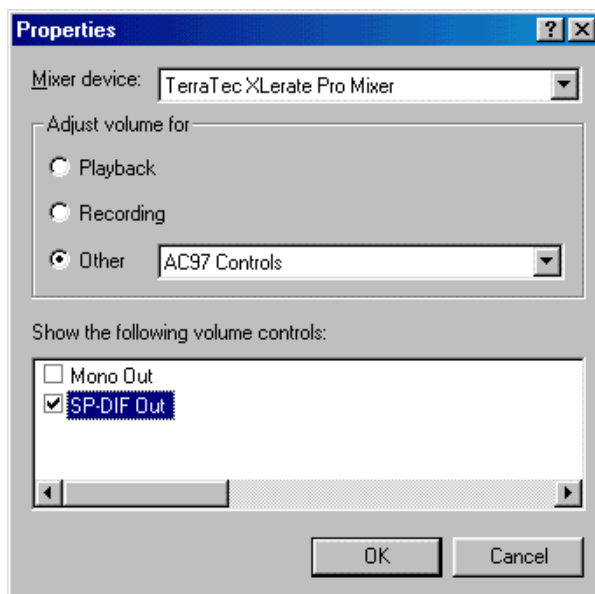 Properties
Mixer device: TerraTec XLerate Pro Mixer
Adjust volume for
Playback
Recording
Other AC97 Controls
Show the following volume controls:
Mono Out
SP-DIF Out
OK Cancel